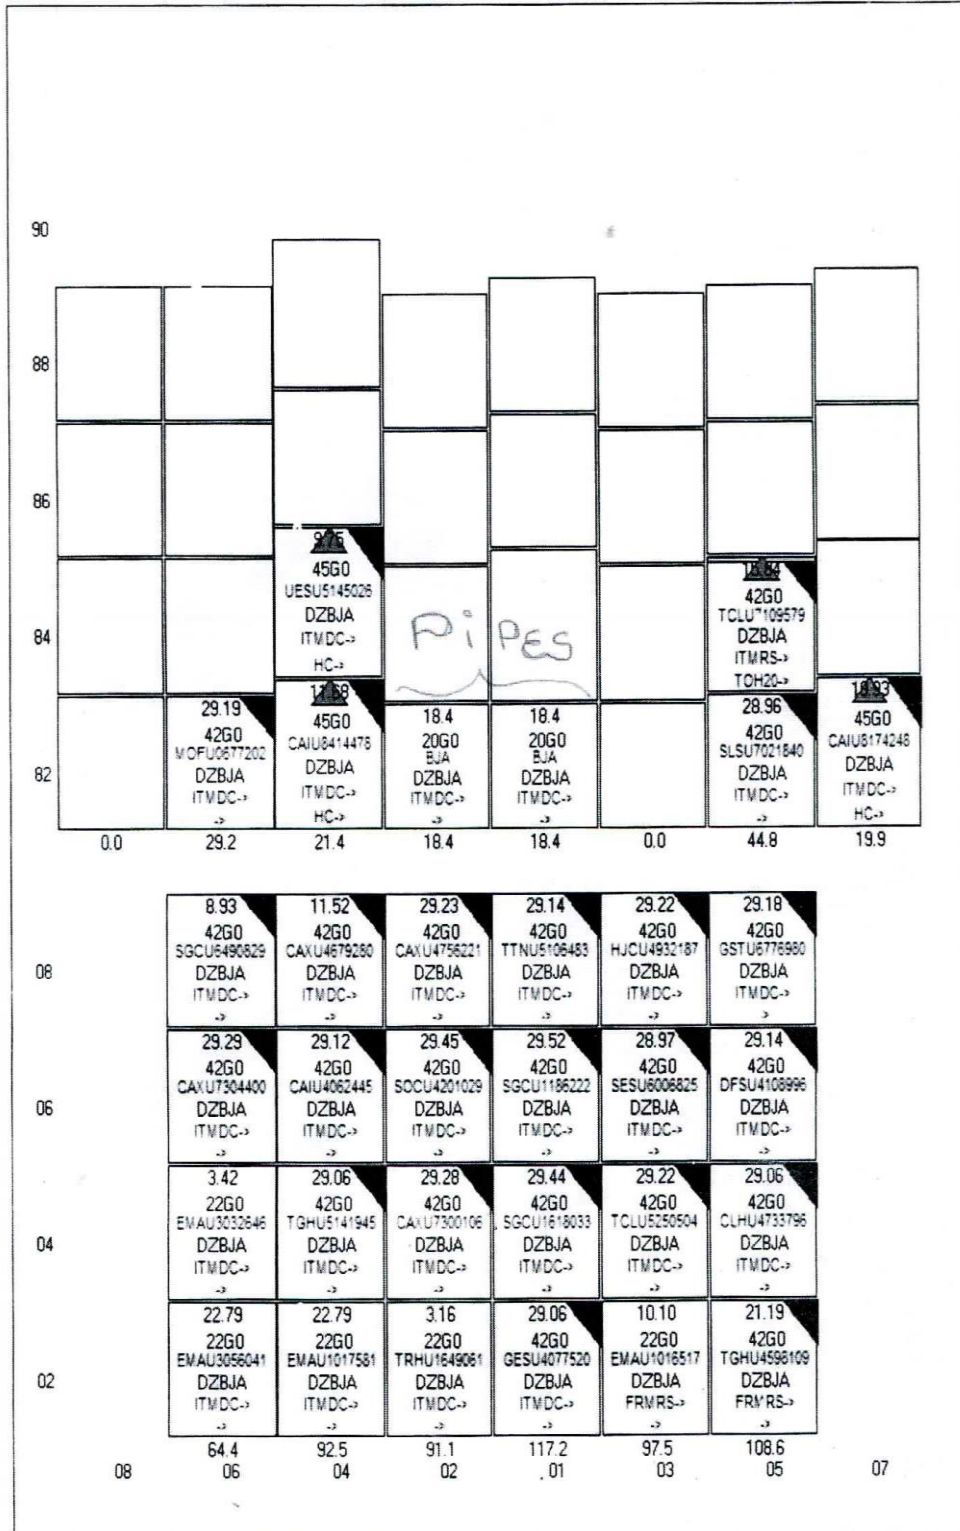 90
88
86
9.75
45G0
UESU5145026
DZBJA
ITMDC->
HC->
84
PiPES
42G0
TCLU7109579
DZBJA
ITMRS->
TOH20->
82
29.19
42G0
MOFU0677202
DZBJA
ITMDC->
->
45G0
CAIU8414478
DZBJA
ITMDC->
HC->
18.4
20G0
BJA
DZBJA
ITMDC->
->
18.4
20G0
BJA
DZBJA
ITMDC->
->
28.96
42G0
SLSU7021840
DZBJA
ITMDC->
->
45G0
CAIU8174248
DZBJA
ITMDC->
HC->
0.0 29.2 21.4 18.4 18.4 0.0 44.8 19.9
08
8.93 11.52 29.23 29.14 29.22 29.18
42G0 42G0 42G0 42G0 42G0 42G0
SGCU6490829 CAXU4679280 CAXU4756221 TTNU5106483 HJCU4932187 GSTU6776980
DZBJA DZBJA DZBJA DZBJA DZBJA DZBJA
ITMDC-> ITMDC-> ITMDC-> ITMDC-> ITMDC-> ITMDC->
-> -> -> -> -> >
06
29.29 29.12 29.45 29.52 28.97 29.14
42G0 42G0 42G0 42G0 42G0 42G0
CAXU7304400 CAIU4062445 SOCU4201029 SGCU1186222 SESU6006825 DFSU4108996
DZBJA DZBJA DZBJA DZBJA DZBJA DZBJA
ITMDC-> ITMDC-> ITMDC-> ITMDC-> ITMDC-> ITMDC->
-> -> -> -> -> ->
04
3.42 29.06 29.28 29.44 29.22 29.06
22G0 42G0 42G0 42G0 42G0 42G0
EMAU3032646 TGHU5141945 CAXU7300106 SGCU1618033 TCLU5250504 CLHU4733796
DZBJA DZBJA DZBJA DZBJA DZBJA DZBJA
ITMDC-> ITMDC-> ITMDC-> ITMDC-> ITMDC-> ITMDC->
-> -> -> -> -> ->
02
22.79 22.79 3.16 29.06 10.10 21.19
22G0 22G0 22G0 42G0 22G0 42G0
EMAU3056041 EMAU1017581 TRHU1649061 GESU4077520 EMAU1016517 TGHU4598109
DZBJA DZBJA DZBJA DZBJA DZBJA DZBJA
ITMDC-> ITMDC-> ITMDC-> ITMDC-> FRMRS-> FRMRS->
-> -> -> -> -> ->
64.4 92.5 91.1 117.2 97.5 108.6
08 06 04 02 01 03 05 07